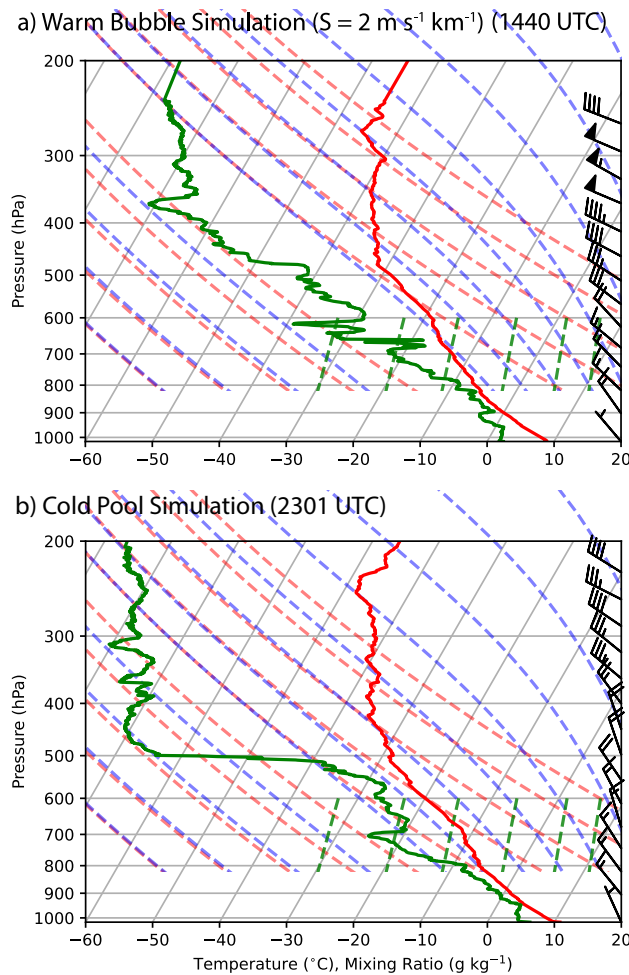 a) Warm Bubble Simulation (S = 2 m s⁻¹ km⁻¹) (1440 UTC)
200
300
400
500
600
700
800
900
1000
Pressure (hPa)
−60 −50 −40 −30 −20 −10 0 10 20
b) Cold Pool Simulation (2301 UTC)
200
300
400
500
600
700
800
900
1000
Pressure (hPa)
−60 −50 −40 −30 −20 −10 0 10 20
Temperature (°C), Mixing Ratio (g kg⁻¹)